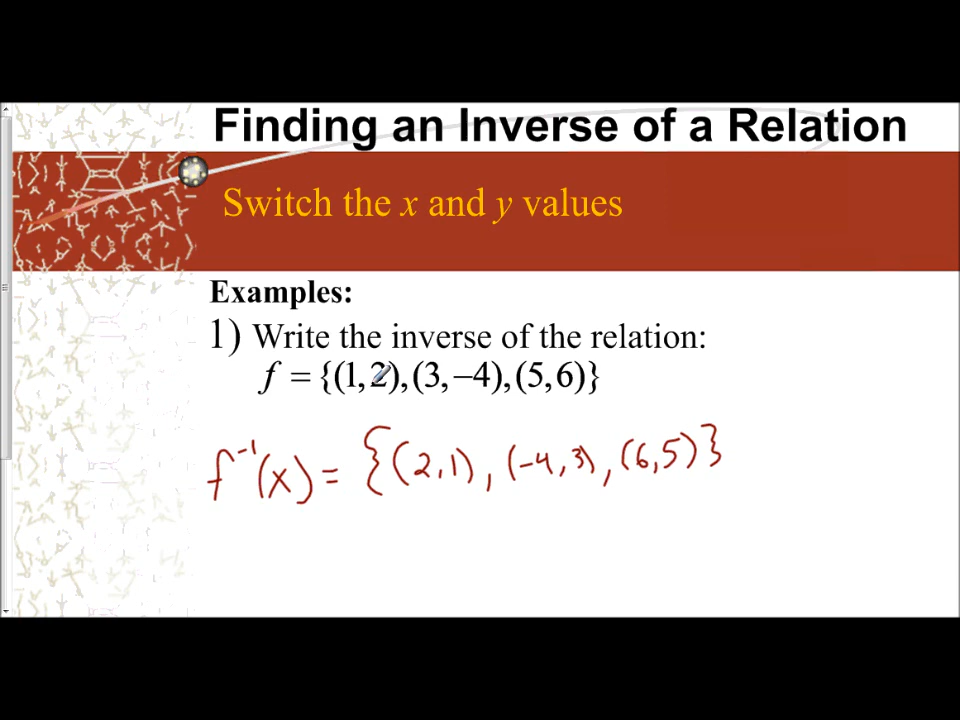 Finding an Inverse of a Relation
Switch the x and y values
Examples:
1) Write the inverse of the relation:
f = {(1, 2), (3, −4), (5, 6)}
f⁻¹(x) = {(2,1), (-4,3), (6,5)}